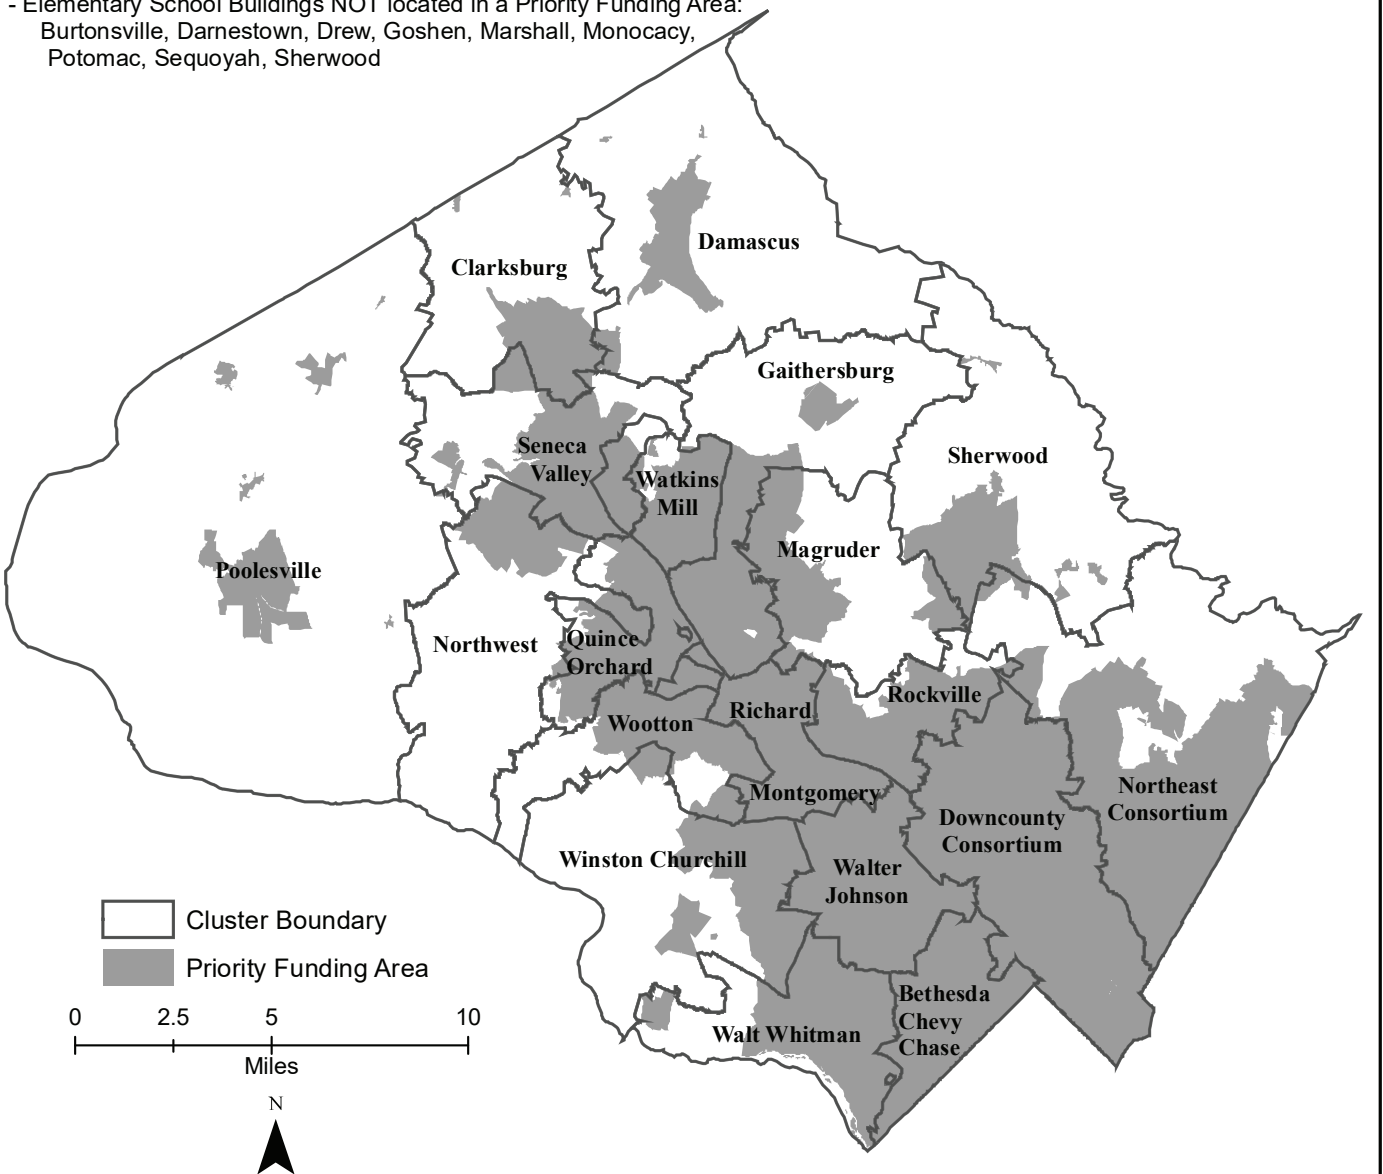 - Elementary School Buildings NOT located in a Priority Funding Area:
Burtonsville, Darnestown, Drew, Goshen, Marshall, Monocacy,
Potomac, Sequoyah, Sherwood
Damascus
Clarksburg
Gaithersburg
Seneca
Valley
Watkins
Mill
Sherwood
Magruder
Poolesville
Northwest
Quince
Orchard
Rockville
Wootton
Richard
Montgomery
Northeast
Consortium
Downcounty
Consortium
Winston Churchill
Walter
Johnson
Bethesda
Chevy
Chase
Walt Whitman
Cluster Boundary
Priority Funding Area
0 2.5 5 10
Miles
N